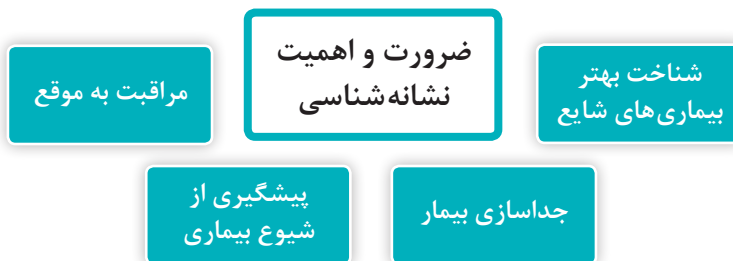 ضرورت و اهمیت
نشانه‌شناسی
شناخت بهتر
بیماری‌های شایع
جداسازی بیمار
پیشگیری از
شیوع بیماری
مراقبت به موقع